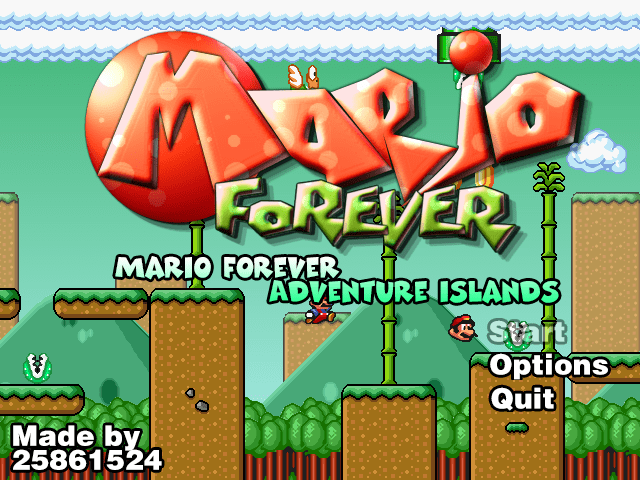 Mario
FOREVER
MARIO FOREVER
ADVENTURE ISLANDS
Start
Options
Quit
Made by
25861524